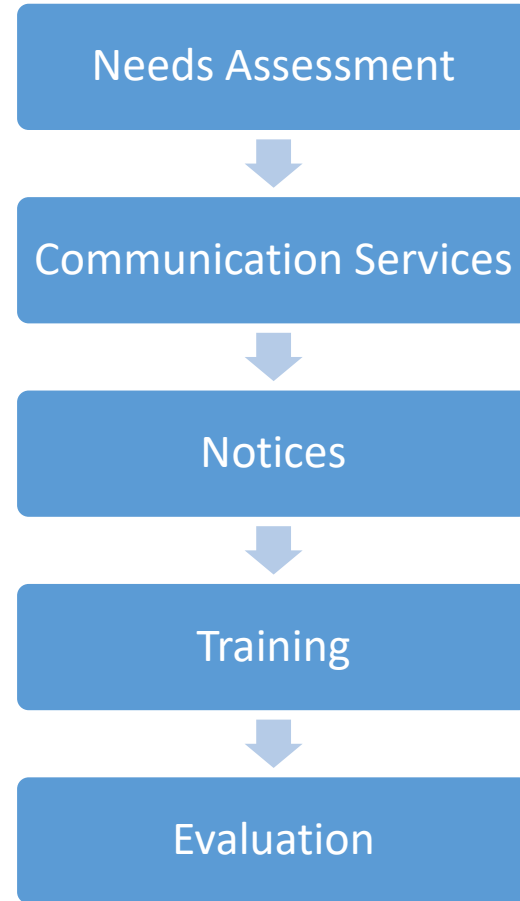 Needs Assessment
Communication Services
Notices
Training
Evaluation